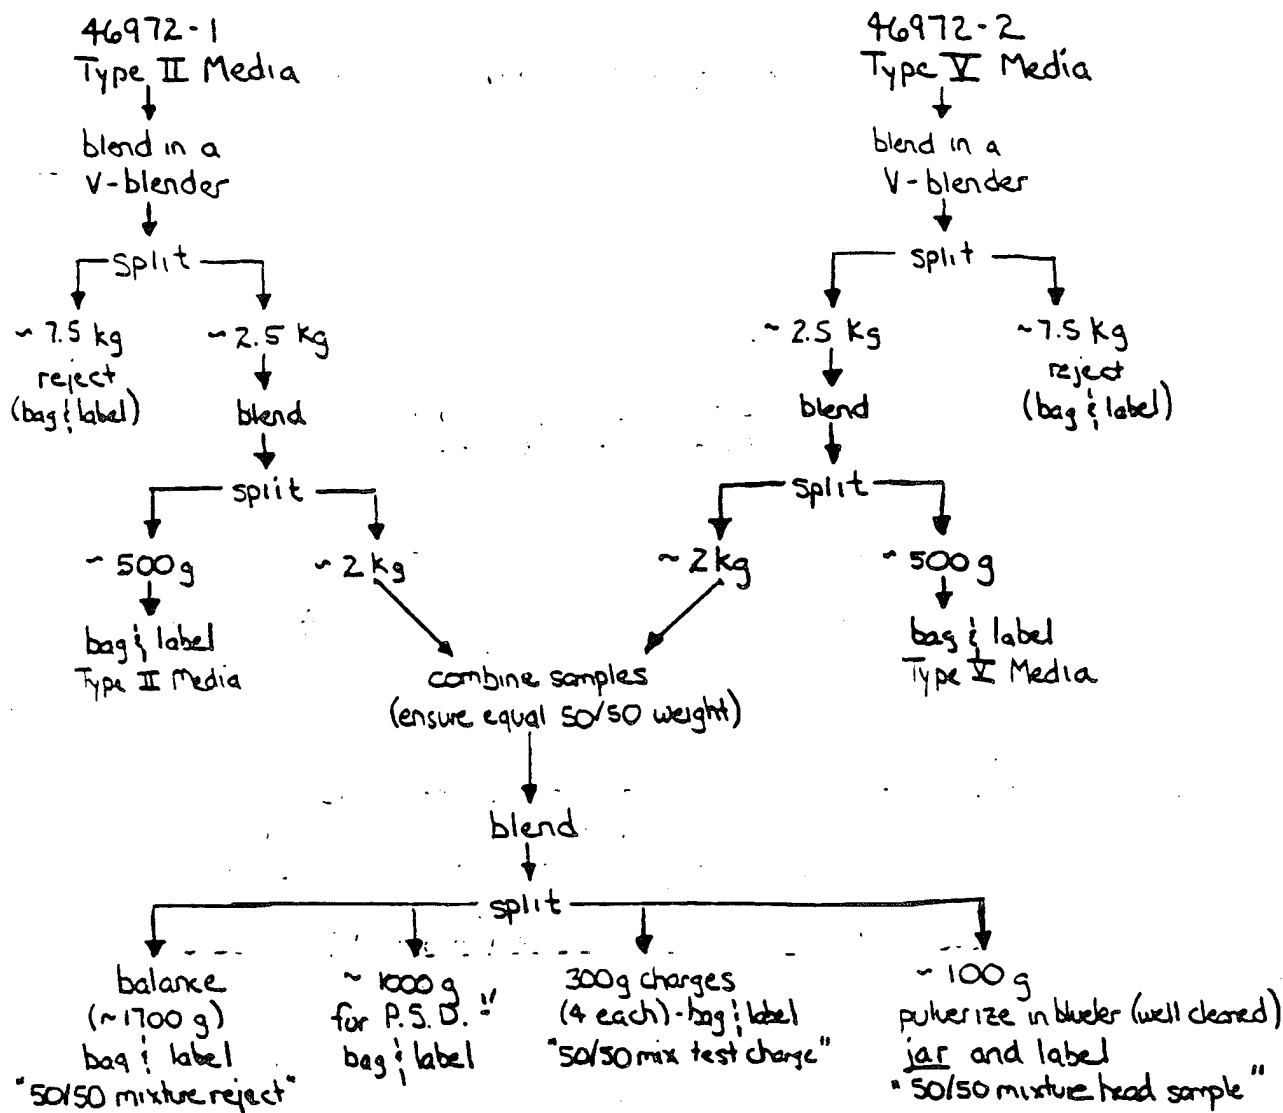 46972-1
Type II Media
blend in a
V-blender
split
~ 7.5 kg
reject
(bag & label)
~ 2.5 kg
blend
split
~ 500 g
bag & label
Type II Media
~ 2 kg
46972-2
Type V Media
blend in a
V-blender
split
~ 2.5 kg
~ 7.5 kg
reject
(bag & label)
blend
split
~ 2 kg
~ 500 g
bag & label
Type V Media
combine samples
(ensure equal 50/50 weight)
blend
split
balance
(~1700 g)
bag & label
"50/50 mixture reject"
~ 1000 g
for P.S.D."
bag & label
300g charges
(4 each) - bag & label
"50/50 mix test charge"
~ 100 g
pulverize in blueler (well cleaned)
jar and label
"50/50 mixture head sample"